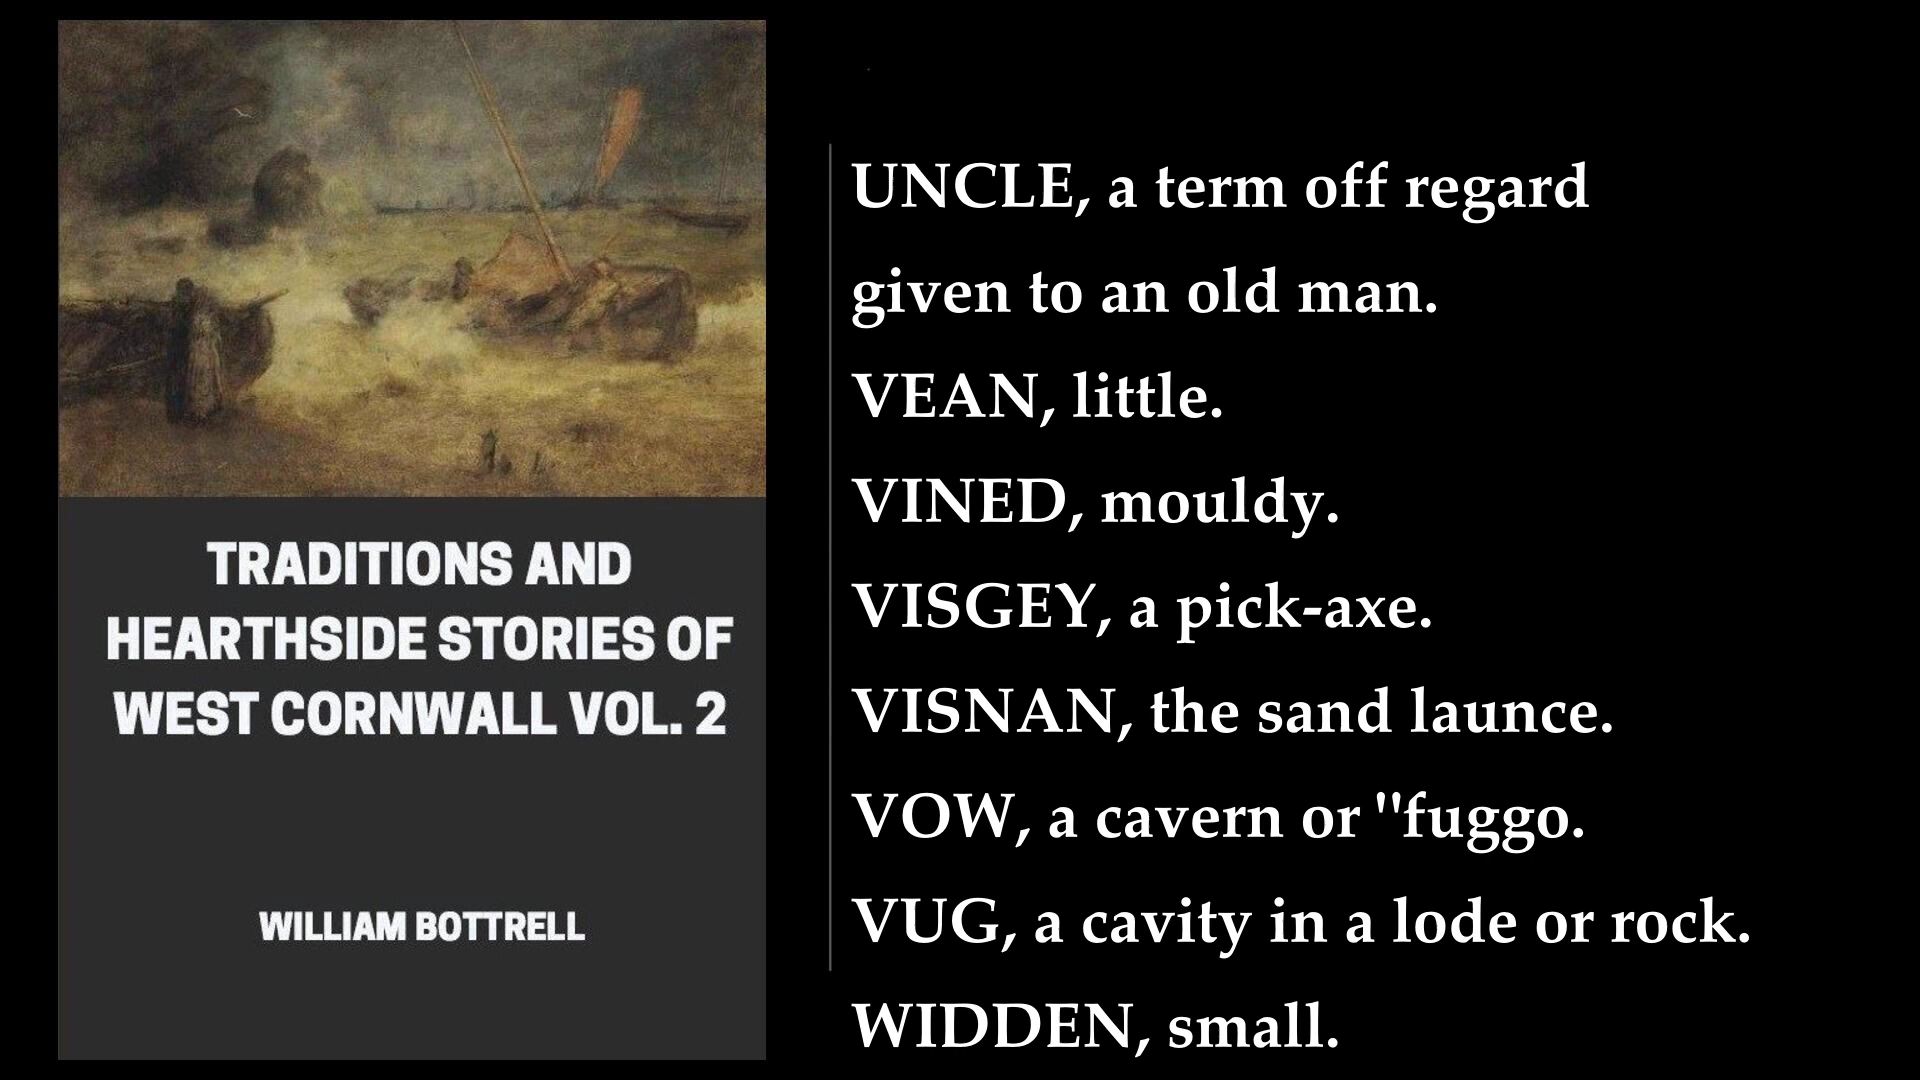 TRADITIONS AND
HEARTHSIDE STORIES OF
WEST CORNWALL VOL. 2
WILLIAM BOTTRELL
UNCLE, a term off regard
given to an old man.
VEAN, little.
VINED, mouldy.
VISGEY, a pick-axe.
VISNAN, the sand launce.
VOW, a cavern or "fuggo.
VUG, a cavity in a lode or rock.
WIDDEN, small.